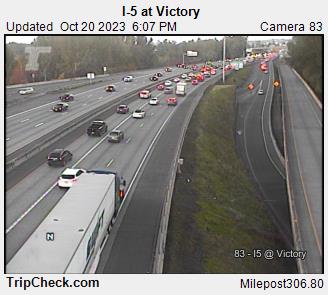 I-5 at Victory
Updated Oct 20 2023 6:07 PM Camera 83
N
83 - I5 @ Victory
TripCheck.com Milepost306.80